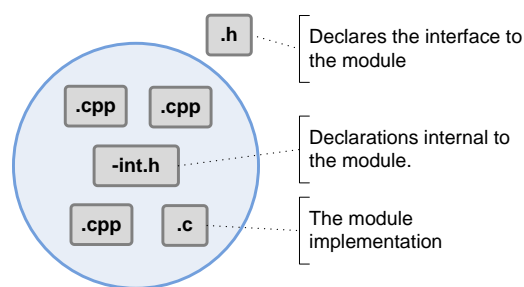 .h
Declares the interface to
the module
.cpp
.cpp
-int.h
Declarations internal to
the module.
.cpp
.c
The module
implementation